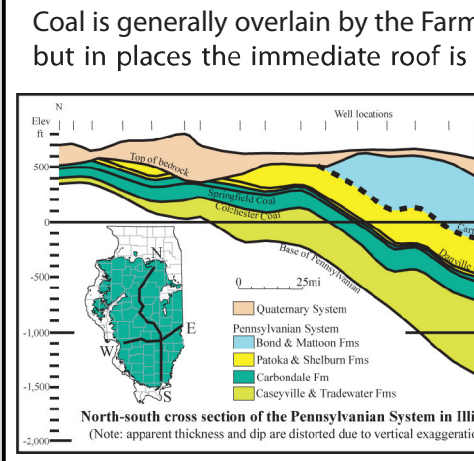 Coal is generally overlain by the Farm
but in places the immediate roof is
N
Well locations
Elev
ft
500
0
-500
-1,000
-1,500
-2,000
Top of bedrock
Springfield Coal
Colchester Coal
Base of Pennsylvanian
Danville
Cart
N
W
E
S
0 25mi
Quaternary System
Pennsylvanian System
Bond & Mattoon Fms
Patoka & Shelburn Fms
Carbondale Fm
Caseyville & Tradewater Fms
North-south cross section of the Pennsylvanian System in Illi
(Note: apparent thickness and dip are distorted due to vertical exaggeratio